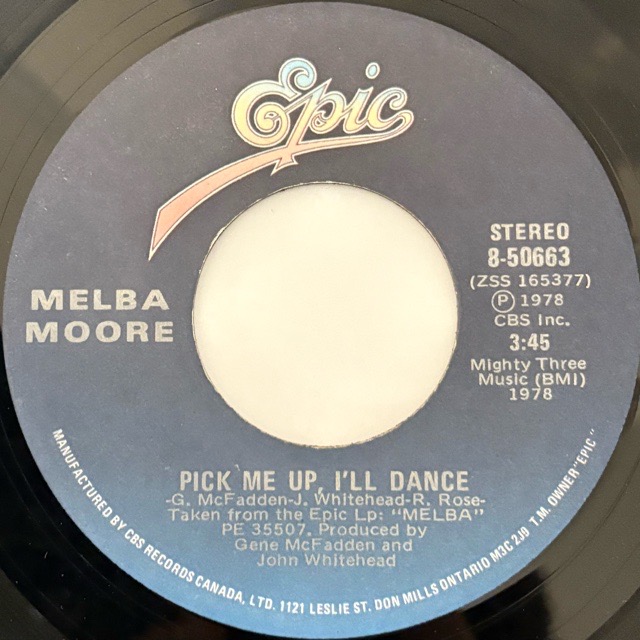 Epic
STEREO
8-50663
(ZSS 165377)
Ⓟ 1978
CBS Inc.
3:45
Mighty Three
Music (BMI)
1978
MELBA
MOORE
PICK ME UP, I'LL DANCE
-G. McFadden-J. Whitehead-R. Rose-
Taken from the Epic Lp: "MELBA"
PE 35507. Produced by
Gene McFadden and
John Whitehead
MANUFACTURED BY CBS RECORDS CANADA, LTD. 1121 LESLIE ST. DON MILLS ONTARIO M3C 2J9 T.M. OWNER "EPIC"